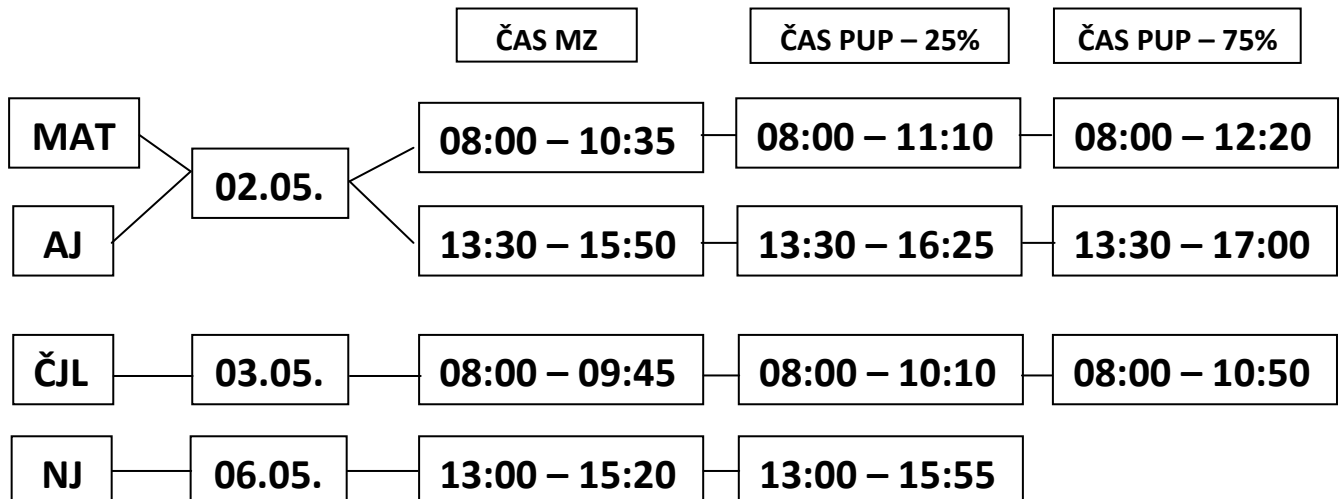 ČAS MZ ČAS PUP – 25% ČAS PUP – 75%
MAT 08:00 – 10:35 08:00 – 11:10 08:00 – 12:20
02.05.
AJ 13:30 – 15:50 13:30 – 16:25 13:30 – 17:00
ČJL 03.05. 08:00 – 09:45 08:00 – 10:10 08:00 – 10:50
NJ 06.05. 13:00 – 15:20 13:00 – 15:55